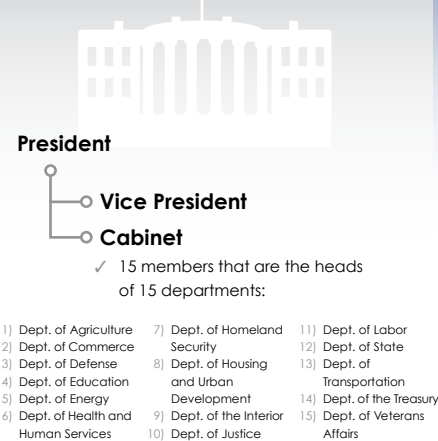 President
Vice President
Cabinet
✓ 15 members that are the heads
of 15 departments:
1) Dept. of Agriculture
2) Dept. of Commerce
3) Dept. of Defense
4) Dept. of Education
5) Dept. of Energy
6) Dept. of Health and
Human Services
7) Dept. of Homeland
Security
8) Dept. of Housing
and Urban
Development
9) Dept. of the Interior
10) Dept. of Justice
11) Dept. of Labor
12) Dept. of State
13) Dept. of
Transportation
14) Dept. of the Treasury
15) Dept. of Veterans
Affairs